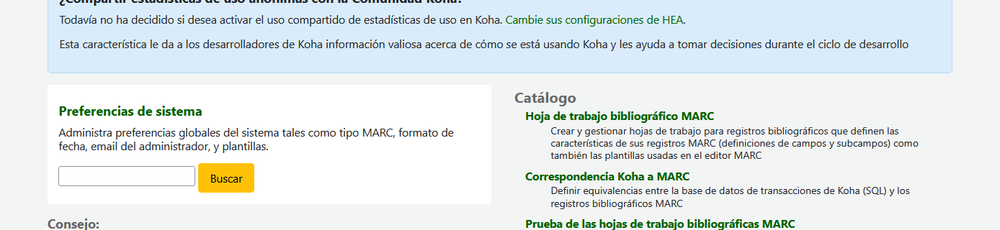 ¿Compartir estadísticas de uso anónimas con la Comunidad Koha?
Todavía no ha decidido si desea activar el uso compartido de estadísticas de uso en Koha. Cambie sus configuraciones de HEA.
Esta característica le da a los desarrolladores de Koha información valiosa acerca de cómo se está usando Koha y les ayuda a tomar decisiones durante el ciclo de desarrollo
Preferencias de sistema
Administra preferencias globales del sistema tales como tipo MARC, formato de
fecha, email del administrador, y plantillas.
Buscar
Consejo:
Catálogo
Hoja de trabajo bibliográfico MARC
Crear y gestionar hojas de trabajo para registros bibliográficos que definen las
características de sus registros MARC (definiciones de campos y subcampos) como
también las plantillas usadas en el editor MARC
Correspondencia Koha a MARC
Definir equivalencias entre la base de datos de transacciones de Koha (SQL) y los
registros bibliográficos MARC
Prueba de las hojas de trabajo bibliográficas MARC